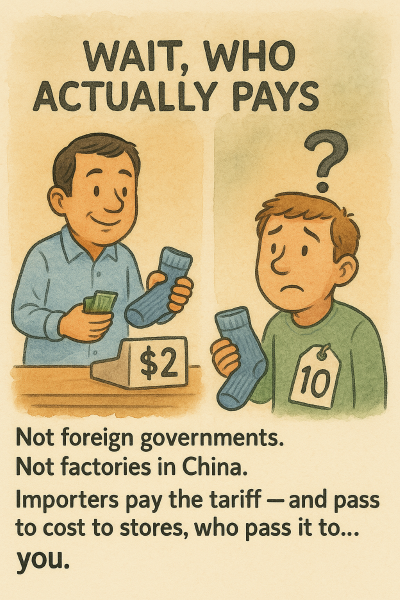 WAIT, WHO
ACTUALLY PAYS
?
$2
10
Not foreign governments.
Not factories in China.
Importers pay the tariff — and pass
to cost to stores, who pass it to...
you.